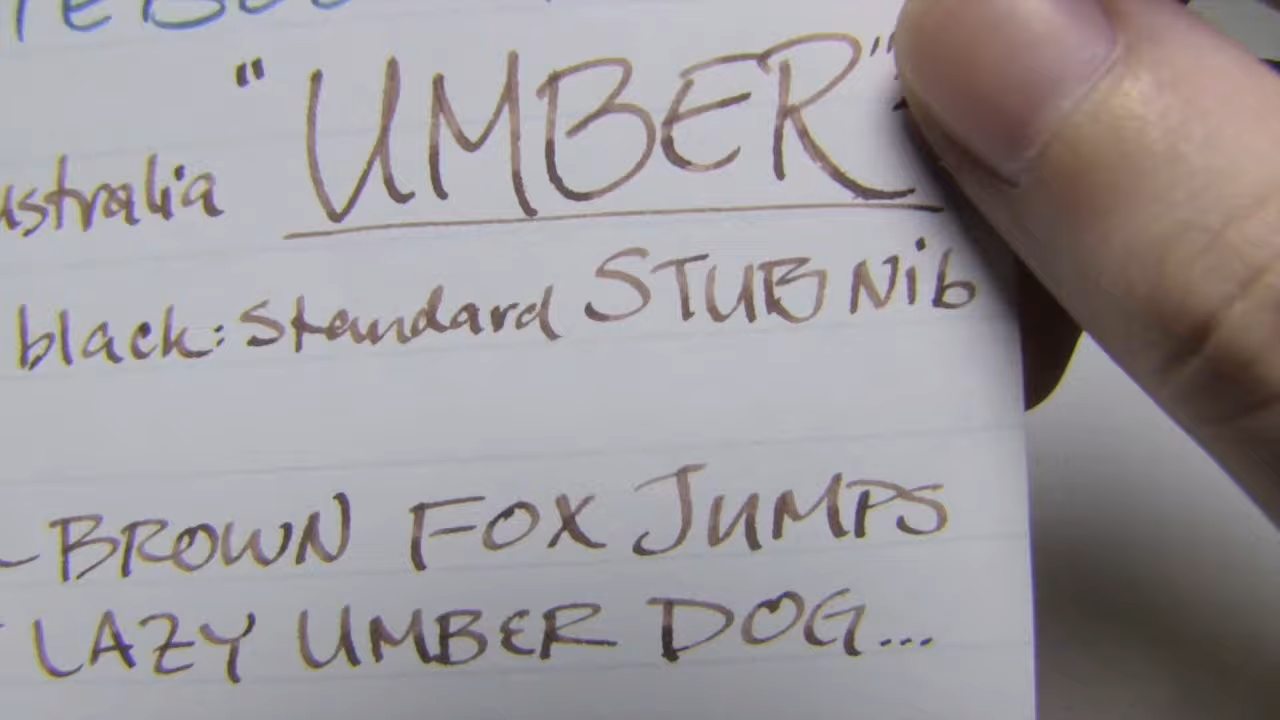 "UMBER"
ustralia
black: Standard STUB Nib
BROWN FOX JUMPS
LAZY UMBER DOG...